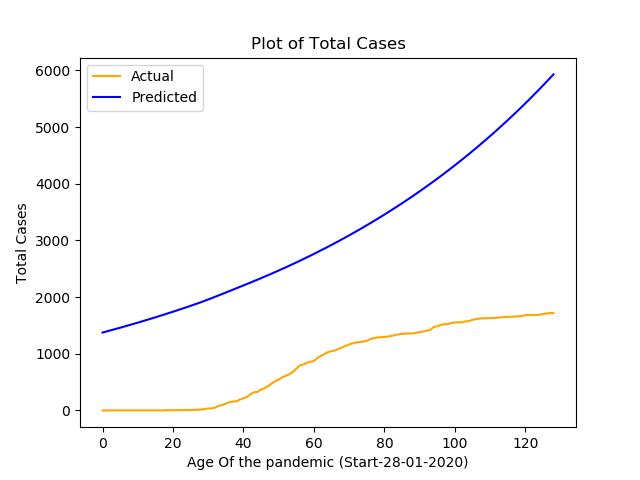 Plot of Total Cases
Actual
Predicted
Total Cases
6000
5000
4000
3000
2000
1000
0
0 20 40 60 80 100 120
Age Of the pandemic (Start-28-01-2020)